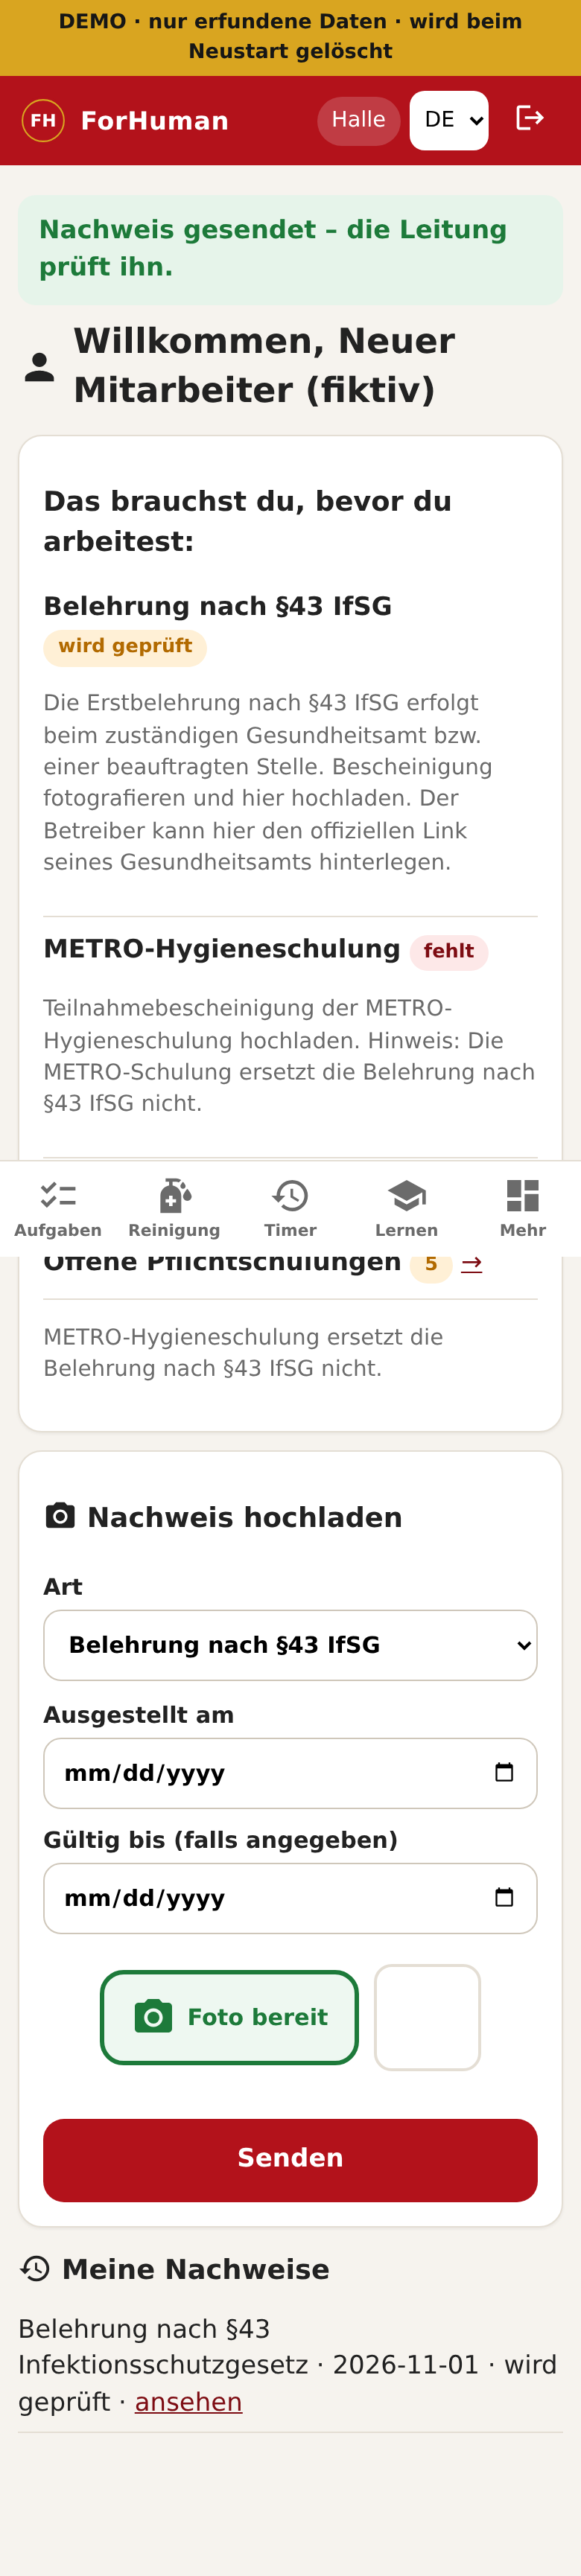 DEMO · nur erfundene Daten · wird beim
Neustart gelöscht
FH ForHuman Halle DE
Nachweis gesendet – die Leitung
prüft ihn.
Willkommen, Neuer
Mitarbeiter (fiktiv)
Das brauchst du, bevor du
arbeitest:
Belehrung nach §43 IfSG
wird geprüft
Die Erstbelehrung nach §43 IfSG erfolgt
beim zuständigen Gesundheitsamt bzw.
einer beauftragten Stelle. Bescheinigung
fotografieren und hier hochladen. Der
Betreiber kann hier den offiziellen Link
seines Gesundheitsamts hinterlegen.
METRO-Hygieneschulung fehlt
Teilnahmebescheinigung der METRO-
Hygieneschulung hochladen. Hinweis: Die
METRO-Schulung ersetzt die Belehrung nach
§43 IfSG nicht.
Aufgaben Reinigung Timer Lernen Mehr
Offene Pflichtschulungen 5 →
METRO-Hygieneschulung ersetzt die
Belehrung nach §43 IfSG nicht.
Nachweis hochladen
Art
Belehrung nach §43 IfSG
Ausgestellt am
mm/dd/yyyy
Gültig bis (falls angegeben)
mm/dd/yyyy
Foto bereit
Senden
Meine Nachweise
Belehrung nach §43
Infektionsschutzgesetz · 2026-11-01 · wird
geprüft · ansehen